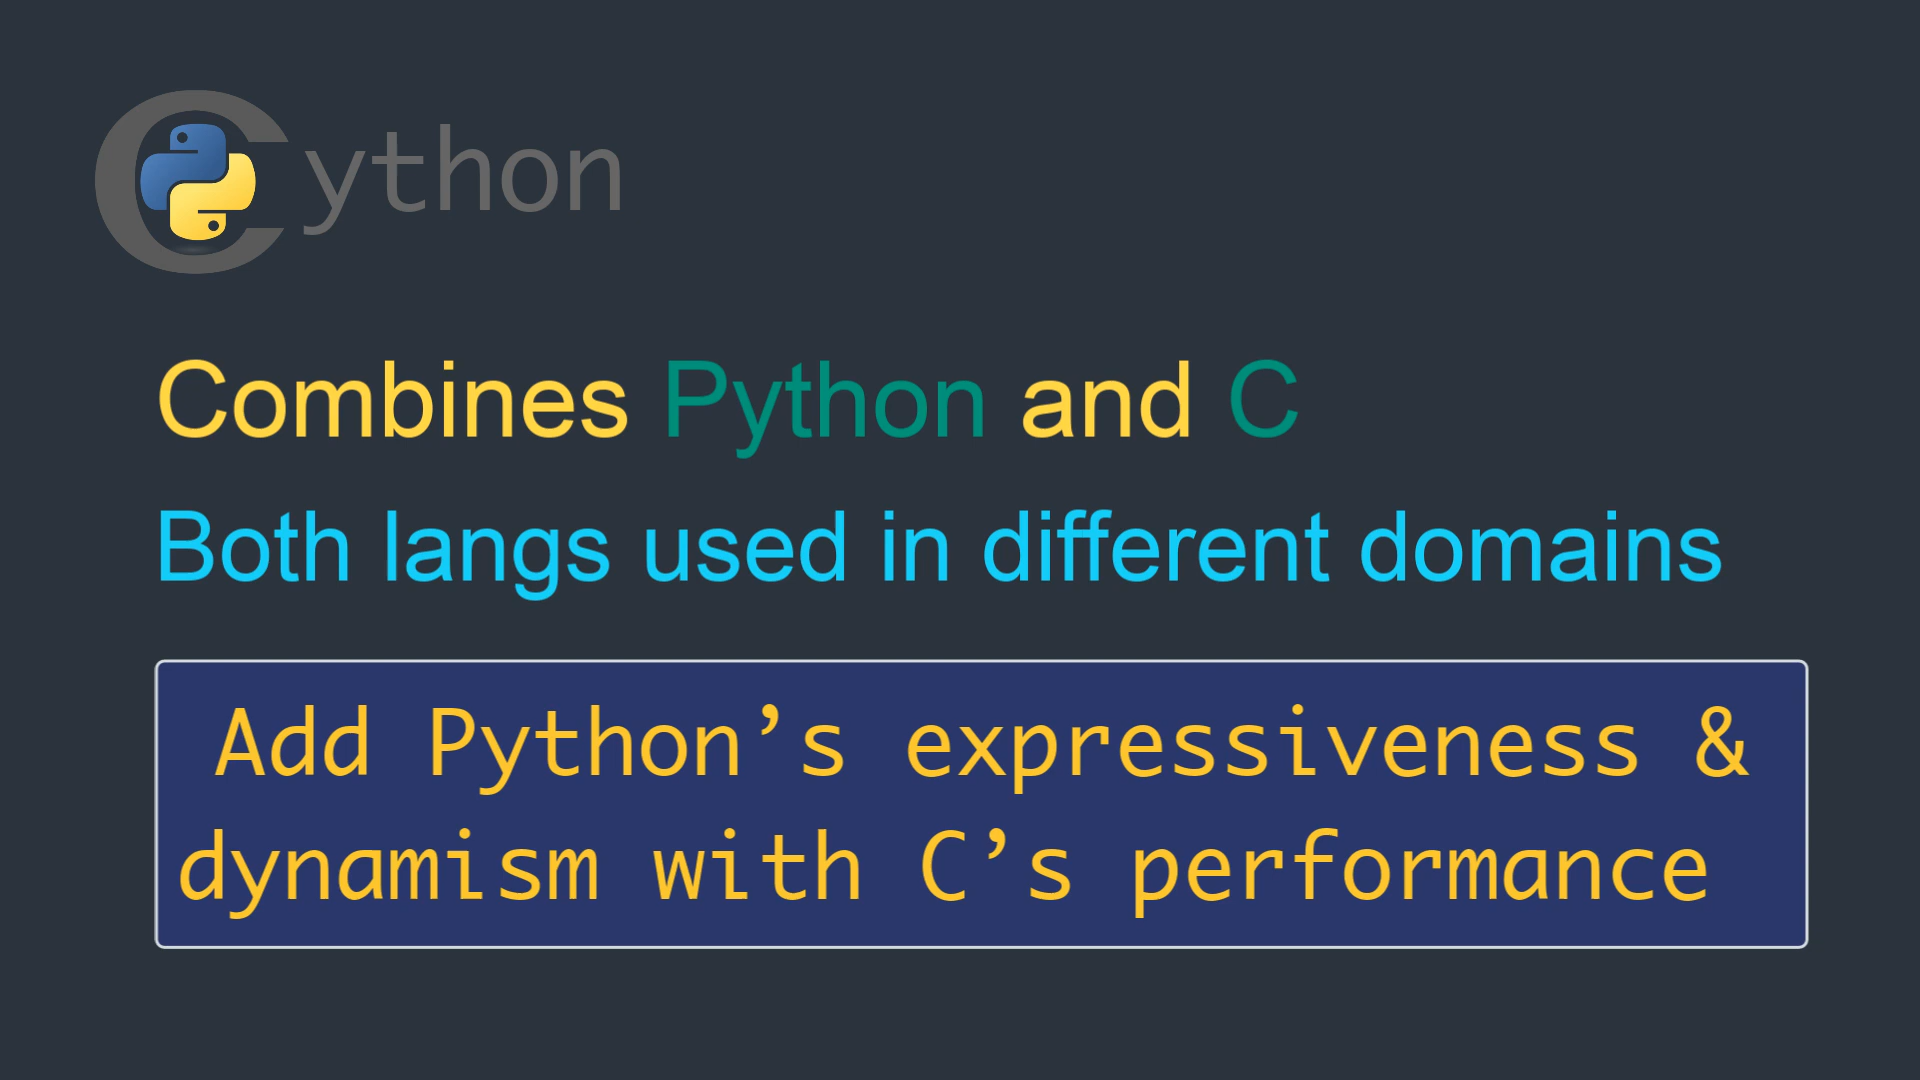 Cython
Combines Python and C
Both langs used in different domains
Add Python’s expressiveness &
dynamism with C’s performance